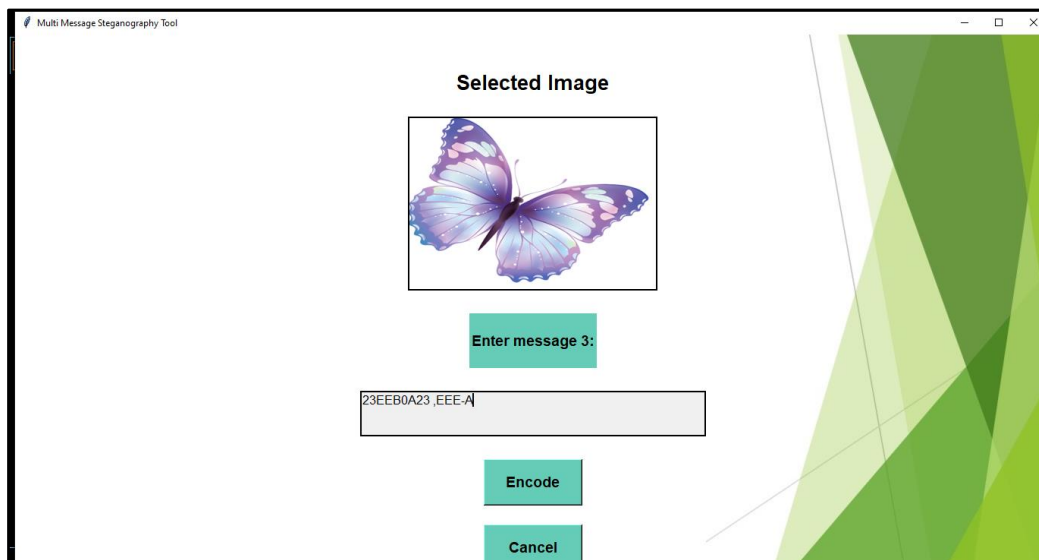 Multi Message Steganography Tool
Selected Image
Enter message 3:
23EEB0A23 ,EEE-A
Encode
Cancel